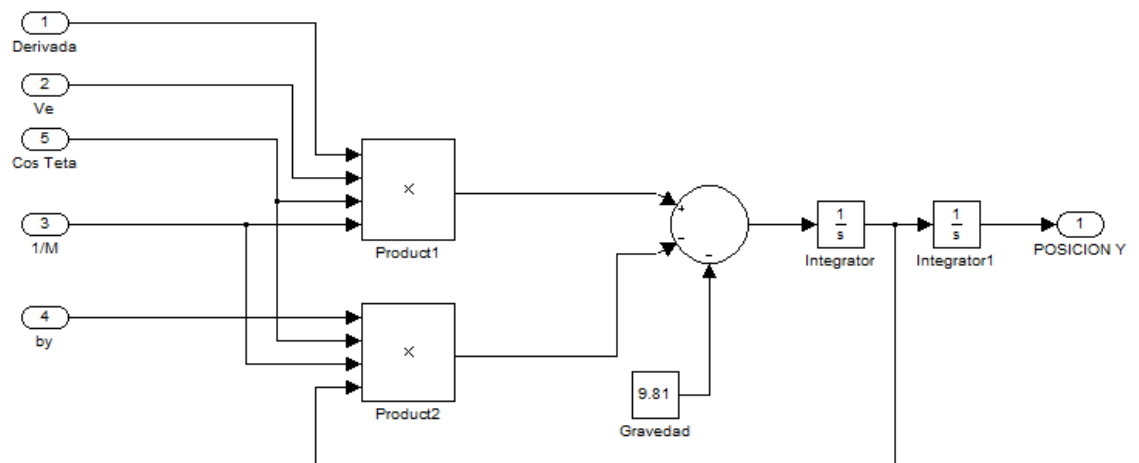 1
Derivada
2
Ve
5
Cos Teta
3
1/M
4
by
×
Product1
×
Product2
+
-
-
9.81
Gravedad
1
s
Integrator
1
s
Integrator1
1
POSICION Y